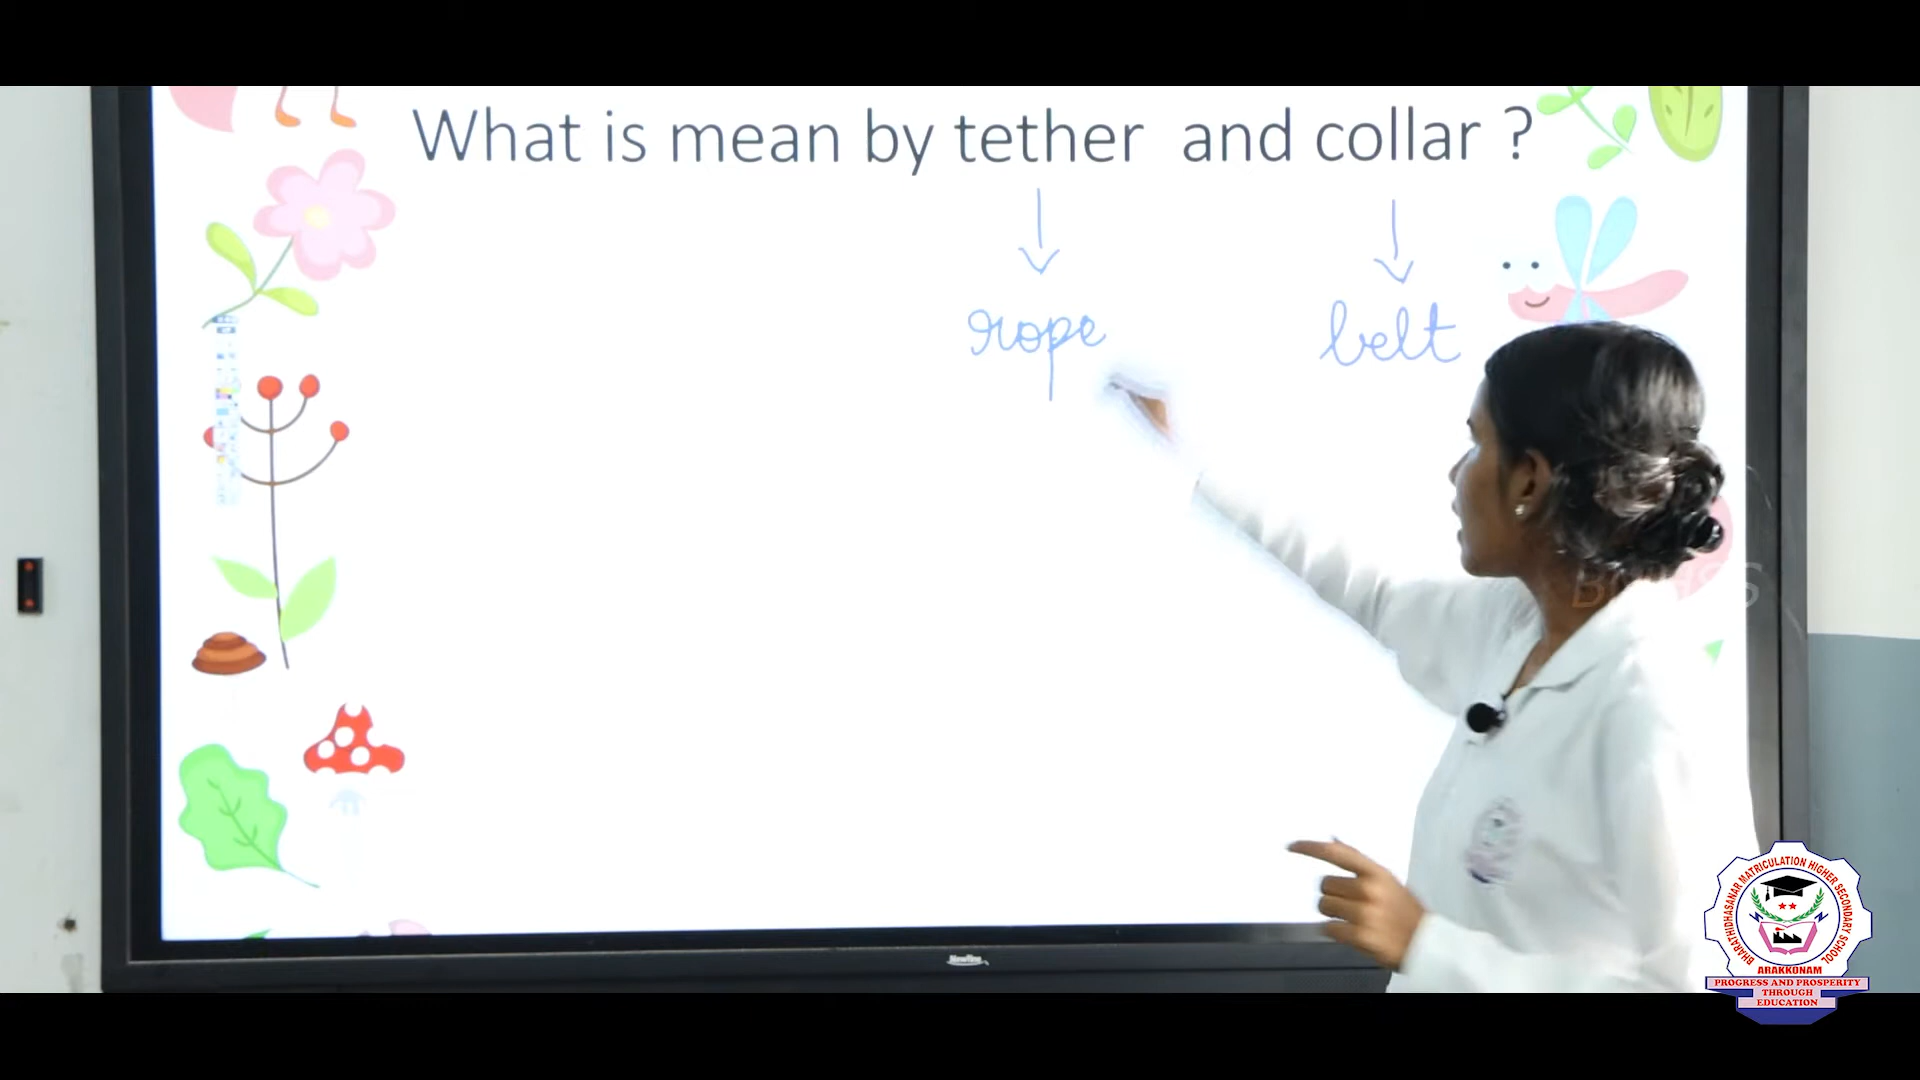 What is mean by tether and collar ?
rope
belt
BHARATHIDHASANAR MATRICULATION HIGHER SECONDARY SCHOOL
ARAKKONAM
PROGRESS AND PROSPERITY
THROUGH
EDUCATION